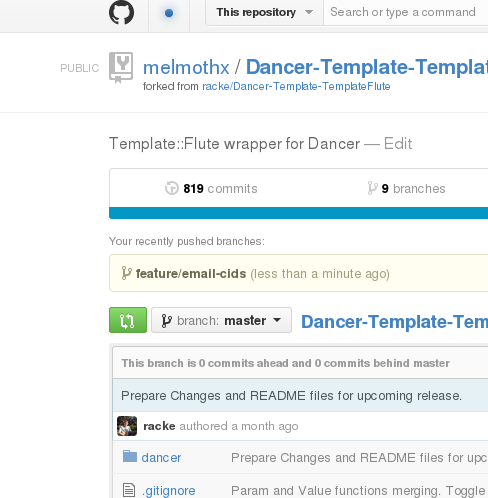 This repository Search or type a command
PUBLIC melmothx / Dancer-Template-Templat
forked from racke/Dancer-Template-TemplateFlute
Template::Flute wrapper for Dancer — Edit
819 commits 9 branches
Your recently pushed branches:
feature/email-cids (less than a minute ago)
branch: master Dancer-Template-Tem
This branch is 0 commits ahead and 0 commits behind master
Prepare Changes and README files for upcoming release.
racke authored a month ago
dancer Prepare Changes and README files for upc
.gitignore Param and Value functions merging. Toggle